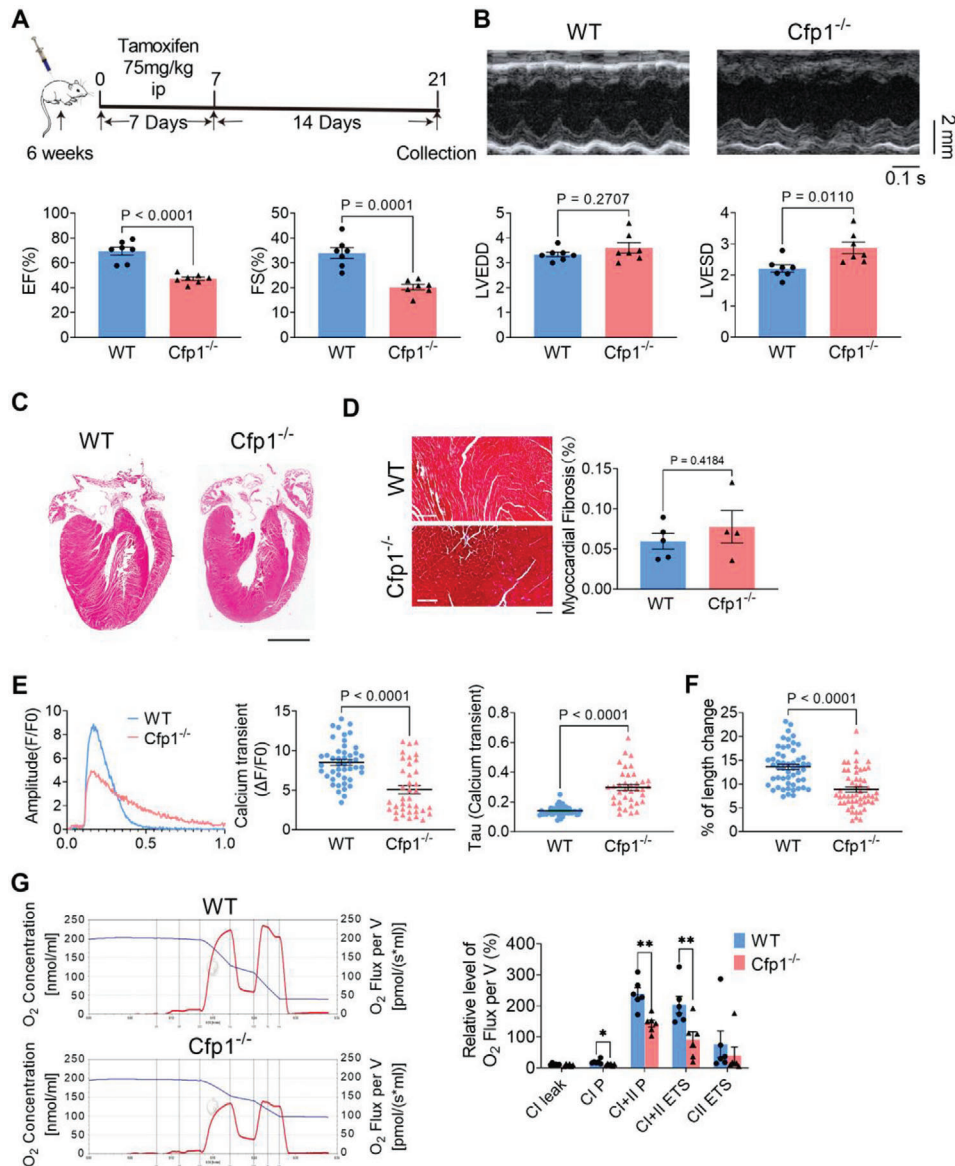 A
Tamoxifen
75mg/kg
ip
0
7
21
7 Days
14 Days
6 weeks
Collection
B
WT
Cfp1-/-
2 mm
0.1 s
EF(%)
100
80
60
40
20
0
P < 0.0001
WT
Cfp1-/-
FS(%)
50
40
30
20
10
0
P = 0.0001
WT
Cfp1-/-
LVEDD
5
4
3
2
1
0
P = 0.2707
WT
Cfp1-/-
LVESD
4
3
2
1
0
P = 0.0110
WT
Cfp1-/-
C
WT
Cfp1-/-
D
WT
Cfp1-/-
Myoccardial Fibrosis(%)
0.15
0.10
0.05
0.00
P = 0.4184
WT
Cfp1-/-
E
Amplitude(F/F0)
10
8
6
4
2
0
0.0
0.5
1.0
WT
Cfp1-/-
Calcium transient
(ΔF/F0)
15
10
5
0
P < 0.0001
WT
Cfp1-/-
Tau (Calcium transient)
0.8
0.6
0.4
0.2
0.0
P < 0.0001
WT
Cfp1-/-
F
% of length change
25
20
15
10
5
0
P < 0.0001
WT
Cfp1-/-
G
WT
O2 Concentration
[nmol/ml]
250
200
150
100
50
0
250
200
150
100
50
0
O2 Flux per V
[pmol/(s*ml)]
Cfp1-/-
O2 Concentration
[nmol/ml]
250
200
150
100
50
0
250
200
150
100
50
0
O2 Flux per V
[pmol/(s*ml)]
Relative level of
O2 Flux per V (%)
400
300
200
100
0
*
**
**
WT
Cfp1-/-
CI leak
CI P
CI+II P
CI+II ETS
CII ETS